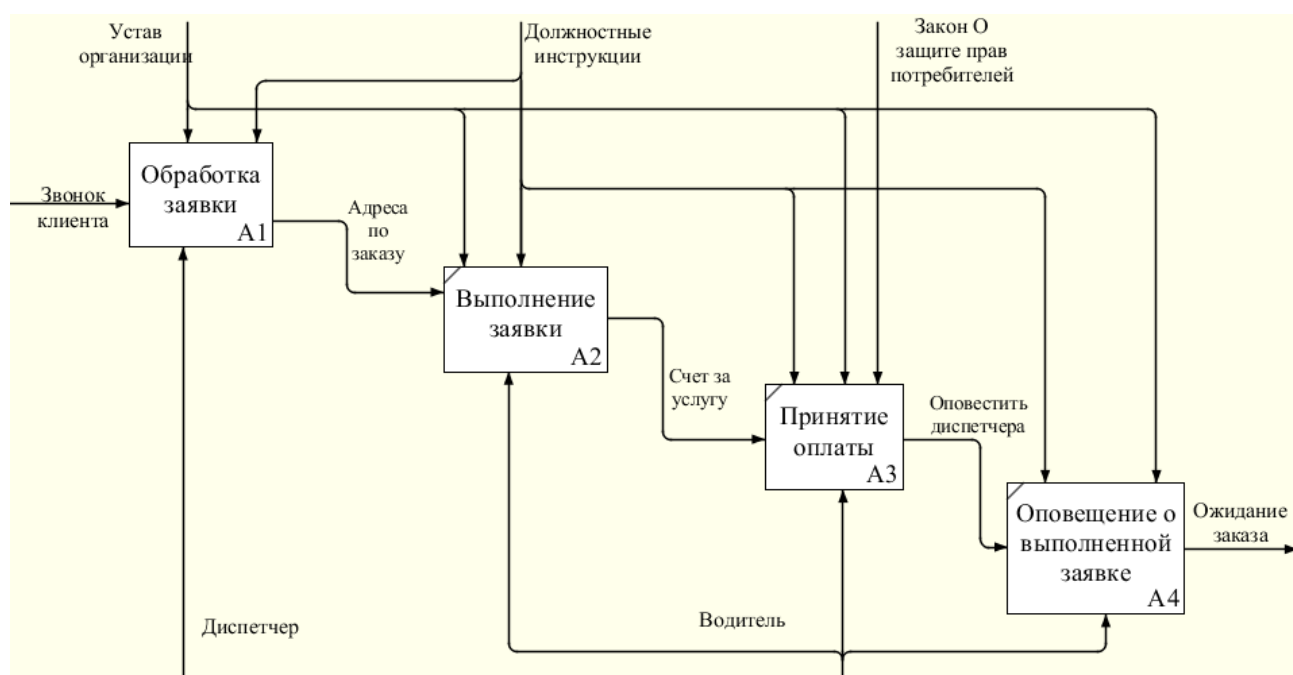 Устав
организации
Должностные
инструкции
Закон О
защите прав
потребителей
Обработка
заявки
A1
Звонок
клиента
Адреса
по
заказу
Выполнение
заявки
A2
Счет за
услугу
Принятие
оплаты
A3
Оповестить
диспетчера
Оповещение о
выполненной
заявке
A4
Ожидание
заказа
Диспетчер
Водитель